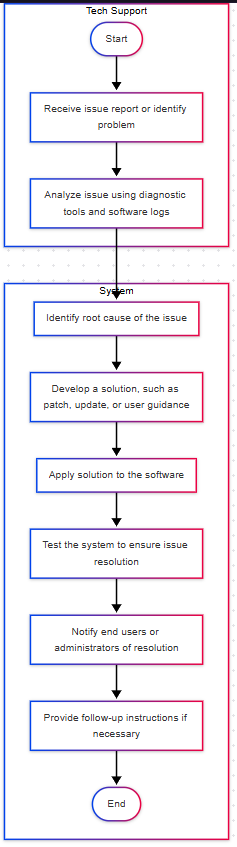 Tech Support
Start
Receive issue report or identify
problem
Analyze issue using diagnostic
tools and software logs
System
Identify root cause of the issue
Develop a solution, such as
patch, update, or user guidance
Apply solution to the software
Test the system to ensure issue
resolution
Notify end users or
administrators of resolution
Provide follow-up instructions if
necessary
End